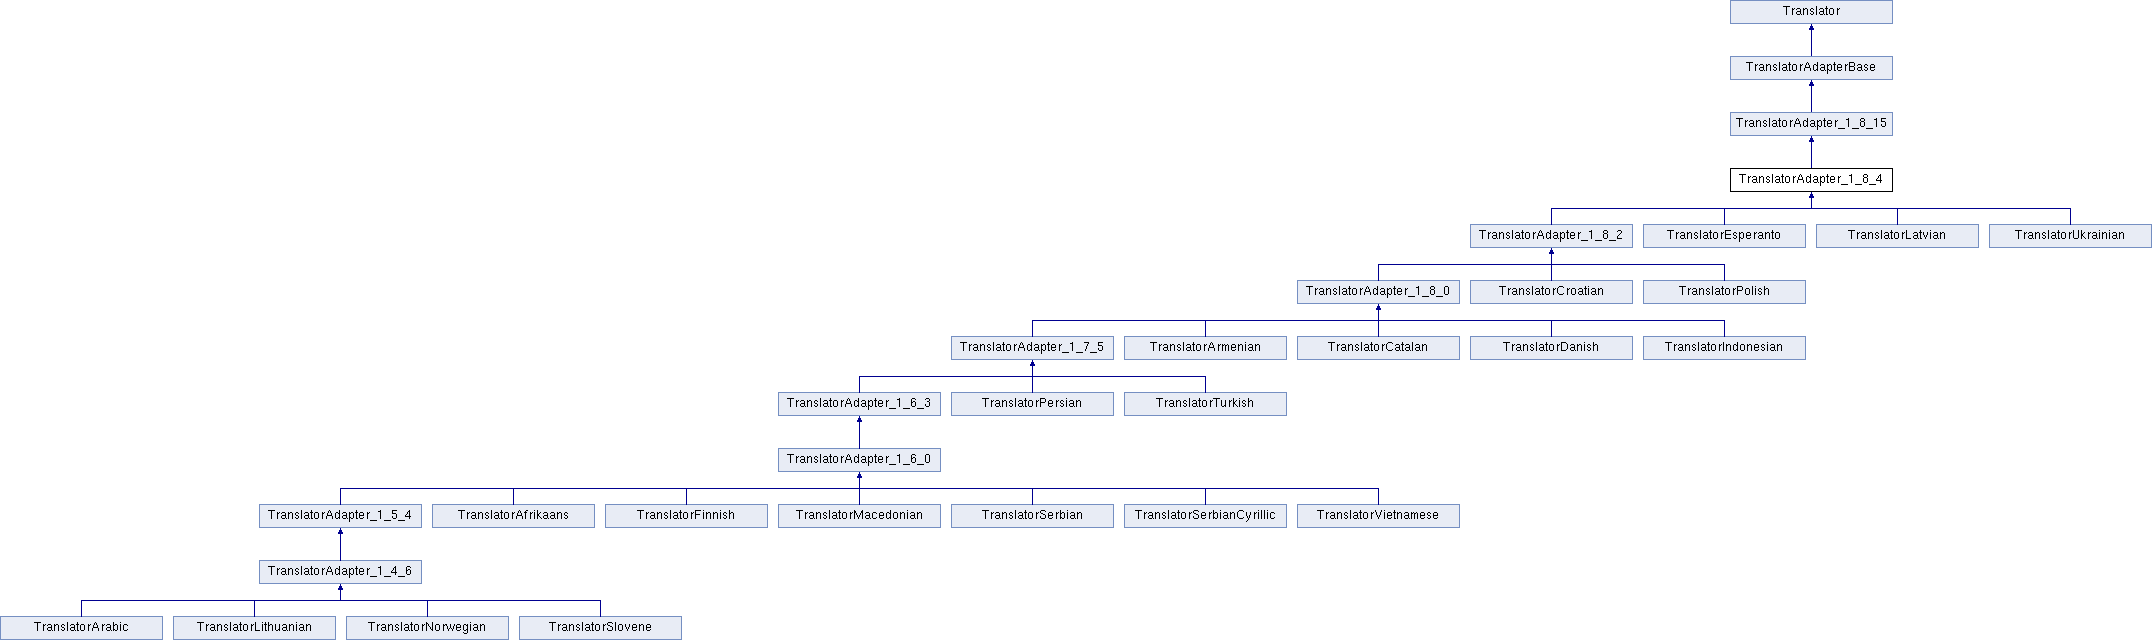 Translator
TranslatorAdapterBase
TranslatorAdapter_1_8_15
TranslatorAdapter_1_8_4
TranslatorAdapter_1_8_2
TranslatorEsperanto
TranslatorLatvian
TranslatorUkrainian
TranslatorAdapter_1_8_0
TranslatorCroatian
TranslatorPolish
TranslatorAdapter_1_7_5
TranslatorArmenian
TranslatorCatalan
TranslatorDanish
TranslatorIndonesian
TranslatorAdapter_1_6_3
TranslatorPersian
TranslatorTurkish
TranslatorAdapter_1_6_0
TranslatorAdapter_1_5_4
TranslatorAfrikaans
TranslatorFinnish
TranslatorMacedonian
TranslatorSerbian
TranslatorSerbianCyrillic
TranslatorVietnamese
TranslatorAdapter_1_4_6
TranslatorArabic
TranslatorLithuanian
TranslatorNorwegian
TranslatorSlovene